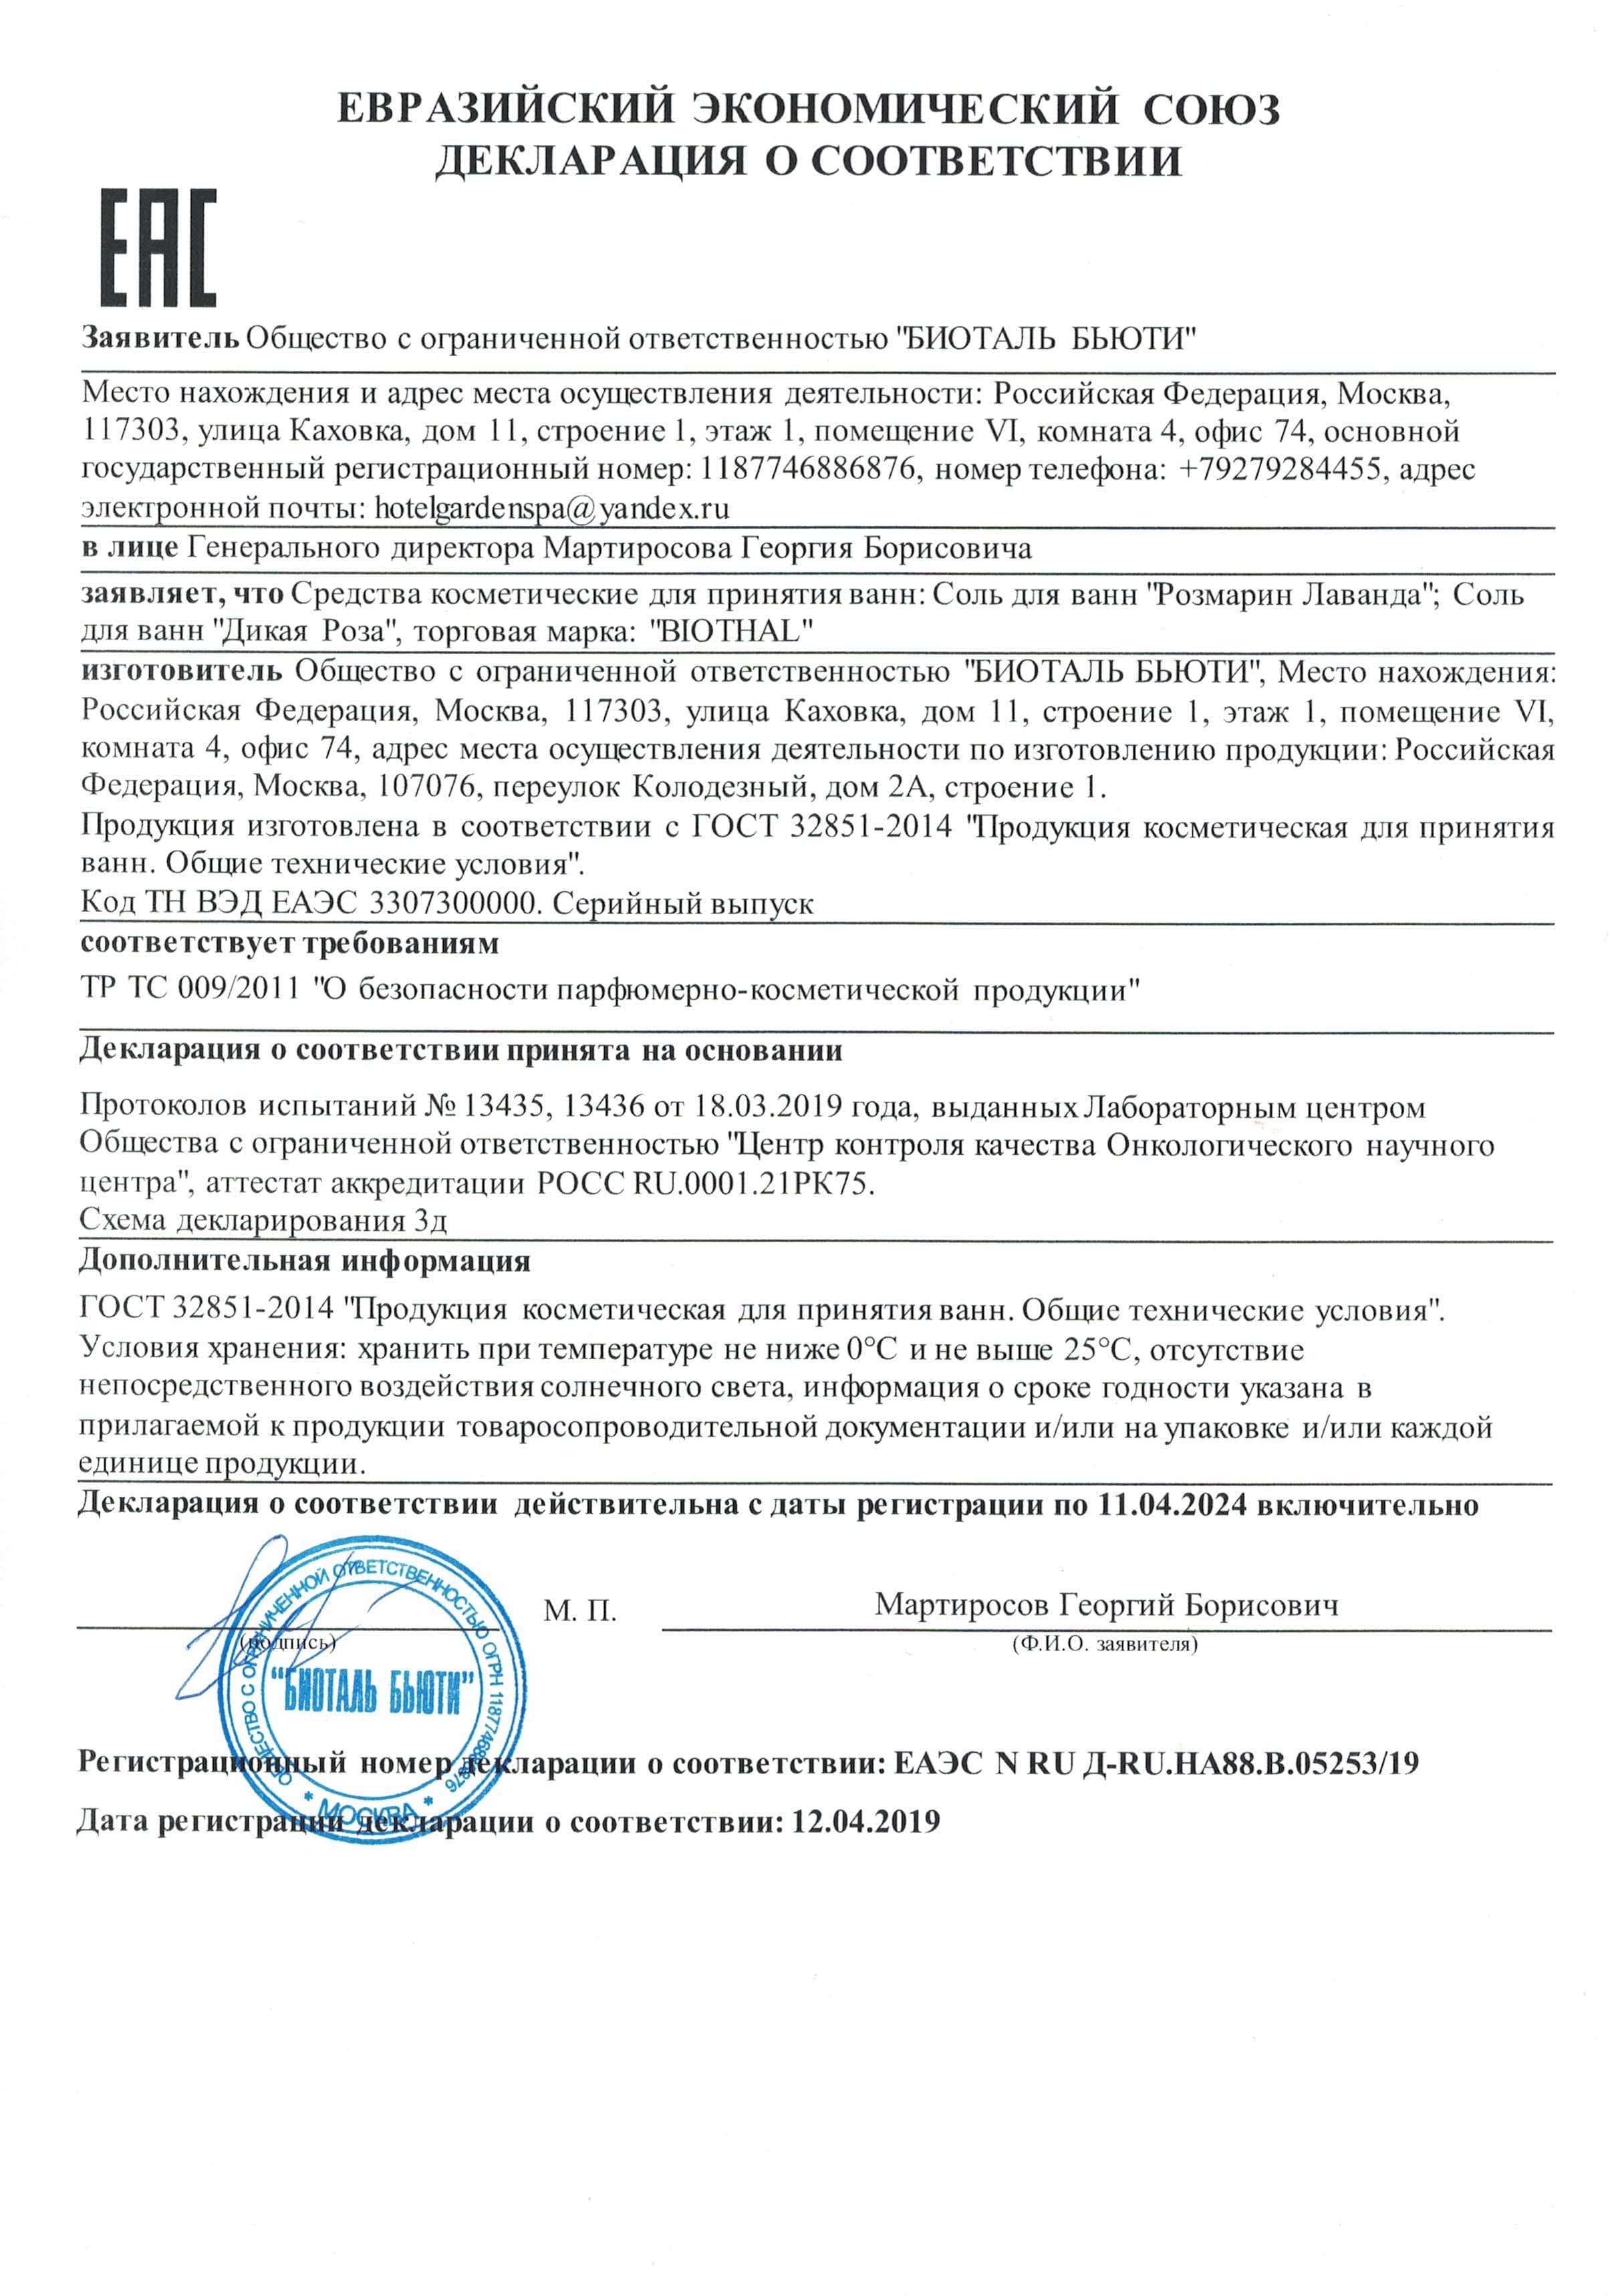 ЕВРАЗИЙСКИЙ ЭКОНОМИЧЕСКИЙ СОЮЗ
ДЕКЛАРАЦИЯ О СООТВЕТСТВИИ
ЕАС
Заявитель Общество с ограниченной ответственностью "БИОТАЛЬ БЬЮТИ"
Место нахождения и адрес места осуществления деятельности: Российская Федерация, Москва,
117303, улица Каховка, дом 11, строение 1, этаж 1, помещение VI, комната 4, офис 74, основной
государственный регистрационный номер: 1187746886876, номер телефона: +79279284455, адрес
электронной почты: hotelgardenspa@yandex.ru
в лице Генерального директора Мартиросова Георгия Борисовича
заявляет, что Средства косметические для принятия ванн: Соль для ванн "Розмарин Лаванда"; Соль
для ванн "Дикая Роза", торговая марка: "BIOTHAL"
изготовитель Общество с ограниченной ответственностью "БИОТАЛЬ БЬЮТИ", Место нахождения:
Российская Федерация, Москва, 117303, улица Каховка, дом 11, строение 1, этаж 1, помещение VI,
комната 4, офис 74, адрес места осуществления деятельности по изготовлению продукции: Российская
Федерация, Москва, 107076, переулок Колодезный, дом 2А, строение 1.
Продукция изготовлена в соответствии с ГОСТ 32851-2014 "Продукция косметическая для принятия
ванн. Общие технические условия".
Код ТН ВЭД ЕАЭС 3307300000. Серийный выпуск
соответствует требованиям
ТР ТС 009/2011 "О безопасности парфюмерно-косметической продукции"
Декларация о соответствии принята на основании
Протоколов испытаний № 13435, 13436 от 18.03.2019 года, выданных Лабораторным центром
Общества с ограниченной ответственностью "Центр контроля качества Онкологического научного
центра", аттестат аккредитации РОСС RU.0001.21РК75.
Схема декларирования 3д
Дополнительная информация
ГОСТ 32851-2014 "Продукция косметическая для принятия ванн. Общие технические условия".
Условия хранения: хранить при температуре не ниже 0°С и не выше 25°С, отсутствие
непосредственного воздействия солнечного света, информация о сроке годности указана в
прилагаемой к продукции товаросопроводительной документации и/или на упаковке и/или каждой
единице продукции.
Декларация о соответствии действительна с даты регистрации по 11.04.2024 включительно
М. П.
Мартиросов Георгий Борисович
(подпись)
(Ф.И.О. заявителя)
ОБЩЕСТВО С ОГРАНИЧЕННОЙ ОТВЕТСТВЕННОСТЬЮ ОГРН 1187746886876
"БИОТАЛЬ БЬЮТИ"
* МОСКВА *
Регистрационный номер декларации о соответствии: ЕАЭС N RU Д-RU.НА88.В.05253/19
Дата регистрации декларации о соответствии: 12.04.2019